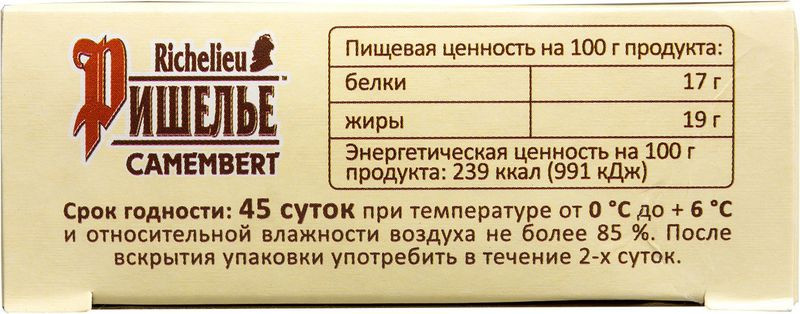 Richelieu
РИШЕЛЬЕ™
CAMEMBERT
Пищевая ценность на 100 г продукта:
белки 17 г
жиры 19 г
Энергетическая ценность на 100 г
продукта: 239 ккал (991 кДж)
Срок годности: 45 суток при температуре от 0 °С до + 6 °С
и относительной влажности воздуха не более 85 %. После
вскрытия упаковки употребить в течение 2-х суток.